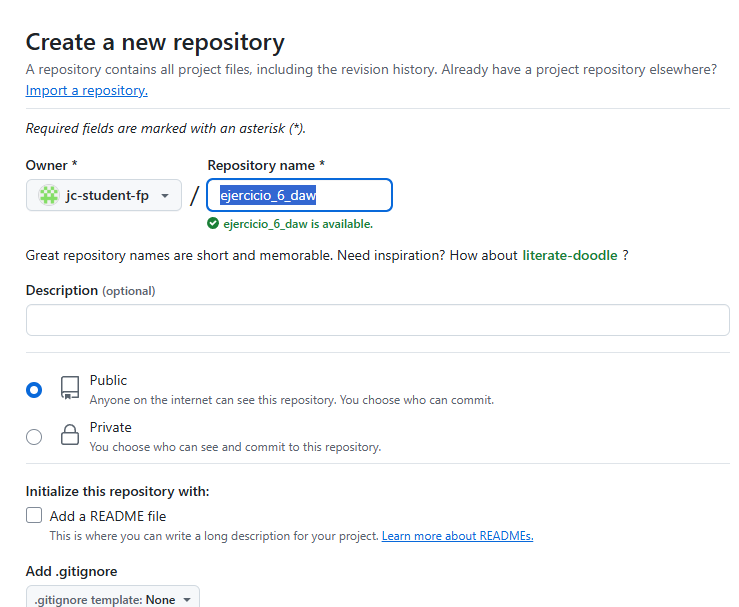 Create a new repository
A repository contains all project files, including the revision history. Already have a project repository elsewhere?
Import a repository.
Required fields are marked with an asterisk (*).
Owner *
Repository name *
jc-student-fp
/
ejercicio_6_daw
ejercicio_6_daw is available.
Great repository names are short and memorable. Need inspiration? How about literate-doodle ?
Description (optional)
Public
Anyone on the internet can see this repository. You choose who can commit.
Private
You choose who can see and commit to this repository.
Initialize this repository with:
Add a README file
This is where you can write a long description for your project. Learn more about READMEs.
Add .gitignore
.gitignore template: None